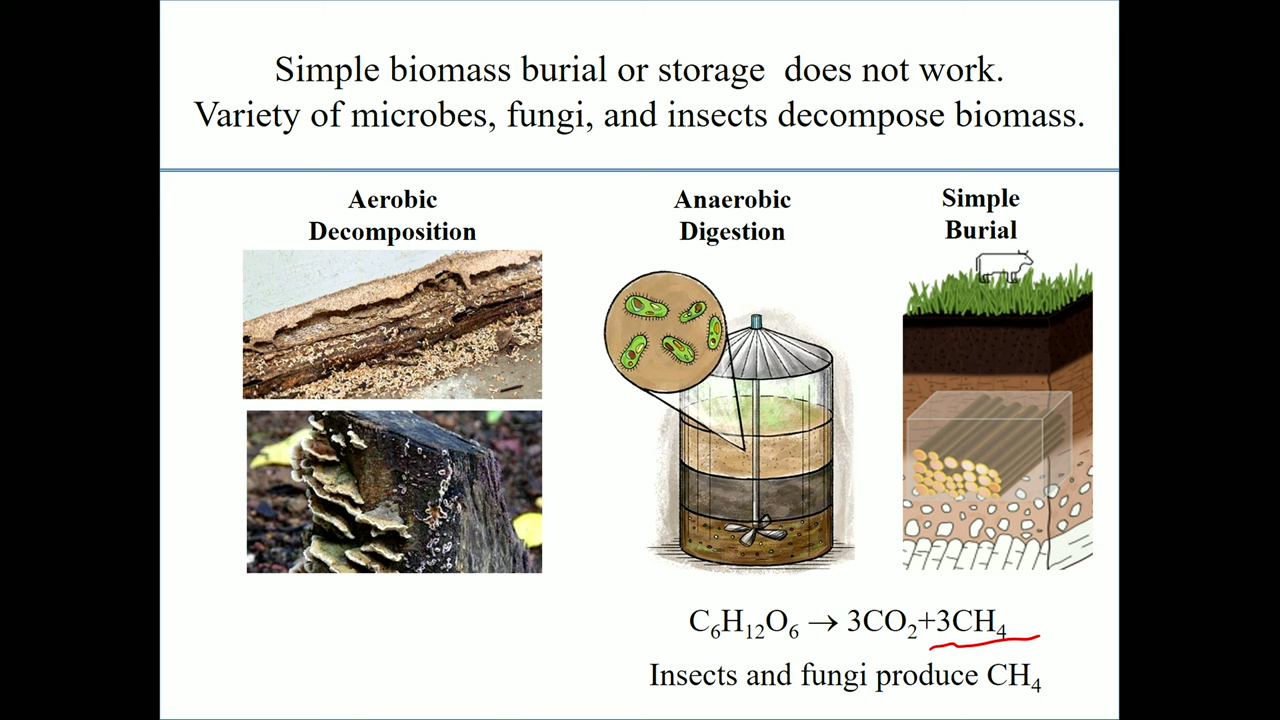 Simple biomass burial or storage does not work.
Variety of microbes, fungi, and insects decompose biomass.
Aerobic
Decomposition
Anaerobic
Digestion
Simple
Burial
C₆H₁₂O₆ → 3CO₂+3CH₄
Insects and fungi produce CH₄